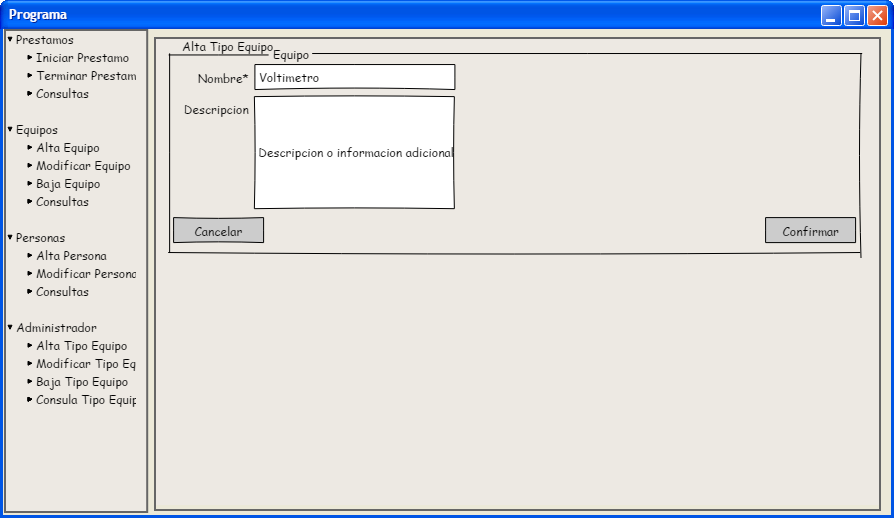 Programa
Prestamos
Iniciar Prestamo
Terminar Prestam
Consultas
Equipos
Alta Equipo
Modificar Equipo
Baja Equipo
Consultas
Personas
Alta Persona
Modificar Persona
Consultas
Administrador
Alta Tipo Equipo
Modificar Tipo Eq
Baja Tipo Equipo
Consula Tipo Equip
Alta Tipo Equipo
Equipo
Nombre* Voltimetro
Descripcion
Descripcion o informacion adicional
Cancelar Confirmar